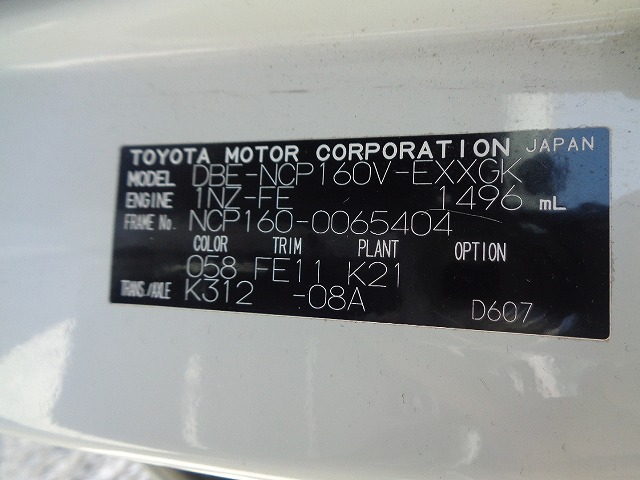 TOYOTA MOTOR CORPORATION JAPAN
MODEL DBE-NCP160V-EXXGK
ENGINE 1NZ-FE 1496 mL
FRAME No. NCP160-0065404
COLOR TRIM PLANT OPTION
058 FE11 K21
TRANS./AXLE K312 -08A
D607